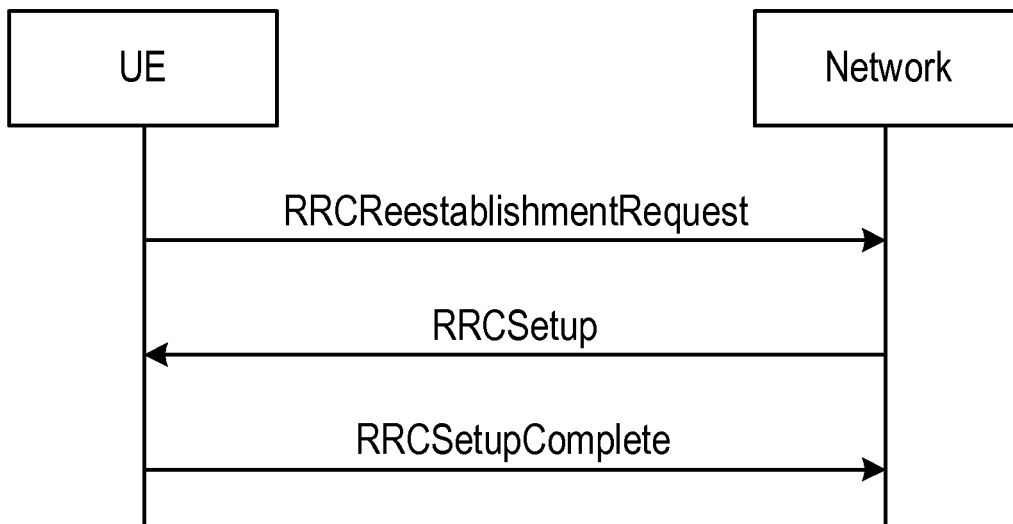 UE
Network
RRCReestablishmentRequest
RRCSetup
RRCSetupComplete